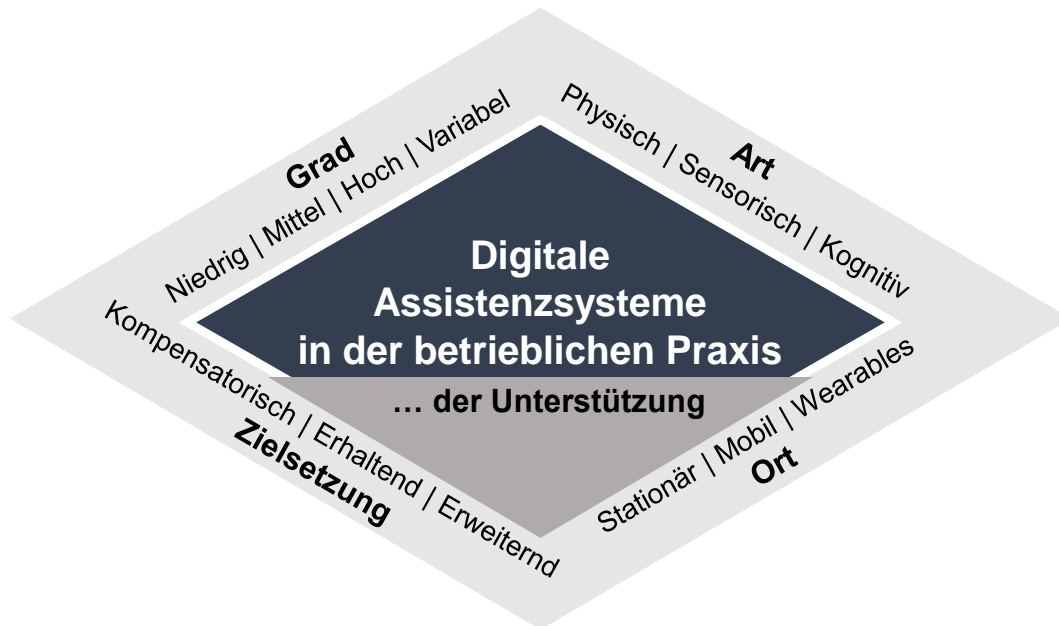 Grad
Niedrig | Mittel | Hoch | Variabel
Art
Physisch | Sensorisch | Kognitiv
Digitale
Assistenzsysteme
in der betrieblichen Praxis
… der Unterstützung
Kompensatorisch | Erhaltend | Erweiternd
Zielsetzung
Stationär | Mobil | Wearables
Ort